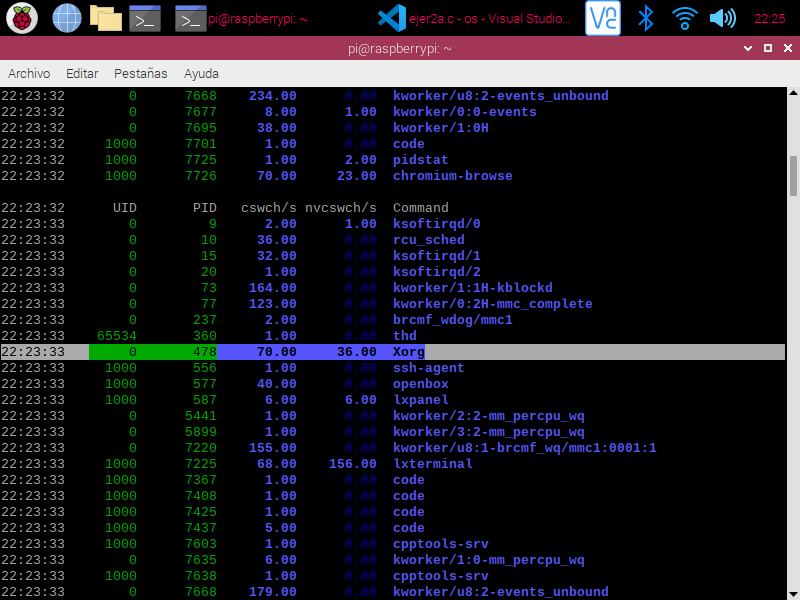 pi@raspberrypi: ~ ejer2a.c - os - Visual Studio... 22:25
pi@raspberrypi: ~
Archivo Editar Pestañas Ayuda
22:23:32 0 7668 234.00 0.00 kworker/u8:2-events_unbound
22:23:32 0 7677 8.00 1.00 kworker/0:0-events
22:23:32 0 7695 38.00 0.00 kworker/1:0H
22:23:32 1000 7701 1.00 0.00 code
22:23:32 1000 7725 1.00 2.00 pidstat
22:23:32 1000 7726 70.00 23.00 chromium-browse
22:23:32 UID PID cswch/s nvcswch/s Command
22:23:33 0 9 2.00 1.00 ksoftirqd/0
22:23:33 0 10 36.00 0.00 rcu_sched
22:23:33 0 15 32.00 0.00 ksoftirqd/1
22:23:33 0 20 1.00 0.00 ksoftirqd/2
22:23:33 0 73 164.00 0.00 kworker/1:1H-kblockd
22:23:33 0 77 123.00 0.00 kworker/0:2H-mmc_complete
22:23:33 0 237 2.00 0.00 brcmf_wdog/mmc1
22:23:33 65534 360 1.00 0.00 thd
22:23:33 0 478 70.00 36.00 Xorg
22:23:33 1000 556 1.00 0.00 ssh-agent
22:23:33 1000 577 40.00 0.00 openbox
22:23:33 1000 587 6.00 6.00 lxpanel
22:23:33 0 5441 1.00 0.00 kworker/2:2-mm_percpu_wq
22:23:33 0 5899 1.00 0.00 kworker/3:2-mm_percpu_wq
22:23:33 0 7220 155.00 0.00 kworker/u8:1-brcmf_wq/mmc1:0001:1
22:23:33 1000 7225 68.00 156.00 lxterminal
22:23:33 1000 7367 1.00 0.00 code
22:23:33 1000 7408 1.00 0.00 code
22:23:33 1000 7425 1.00 0.00 code
22:23:33 1000 7437 5.00 0.00 code
22:23:33 1000 7603 1.00 0.00 cpptools-srv
22:23:33 0 7635 6.00 0.00 kworker/1:0-mm_percpu_wq
22:23:33 1000 7638 1.00 0.00 cpptools-srv
22:23:33 0 7668 179.00 0.00 kworker/u8:2-events_unbound